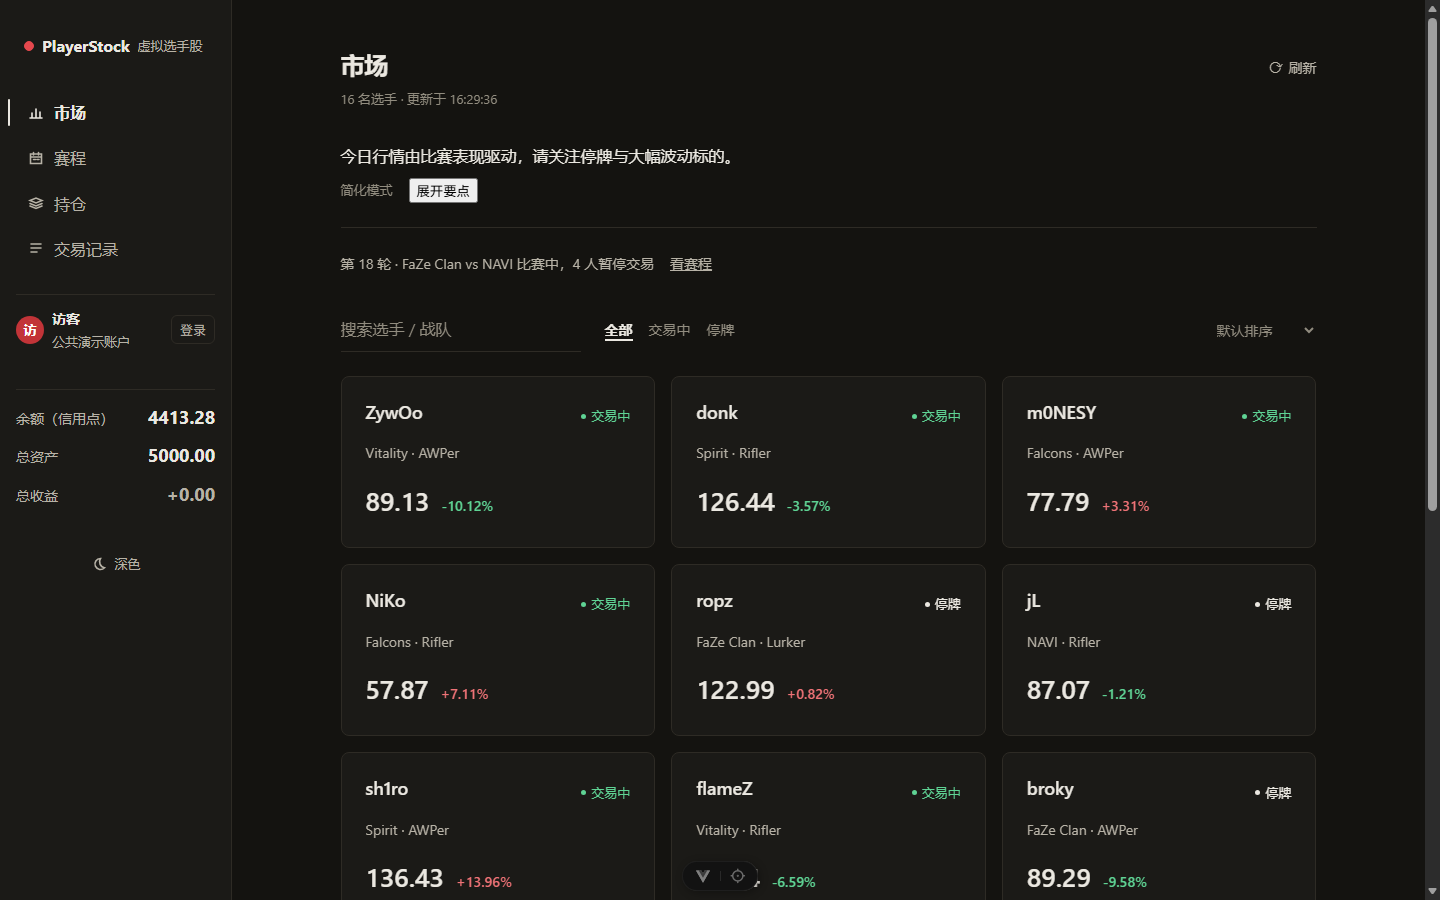 PlayerStock 虚拟选手股
市场
赛程
持仓
交易记录
访
访客
公共演示账户
登录
余额（信用点） 4413.28
总资产 5000.00
总收益 +0.00
深色
市场
刷新
16 名选手 · 更新于 16:29:36
今日行情由比赛表现驱动，请关注停牌与大幅波动标的。
简化模式 展开要点
第 18 轮 · FaZe Clan vs NAVI 比赛中，4 人暂停交易 看赛程
搜索选手 / 战队 全部 交易中 停牌 默认排序
ZywOo 交易中
Vitality · AWPer
89.13 -10.12%
donk 交易中
Spirit · Rifler
126.44 -3.57%
m0NESY 交易中
Falcons · AWPer
77.79 +3.31%
NiKo 交易中
Falcons · Rifler
57.87 +7.11%
ropz 停牌
FaZe Clan · Lurker
122.99 +0.82%
jL 停牌
NAVI · Rifler
87.07 -1.21%
sh1ro 交易中
Spirit · AWPer
136.43 +13.96%
flameZ 交易中
Vitality · Rifler
-6.59%
broky 停牌
FaZe Clan · AWPer
89.29 -9.58%